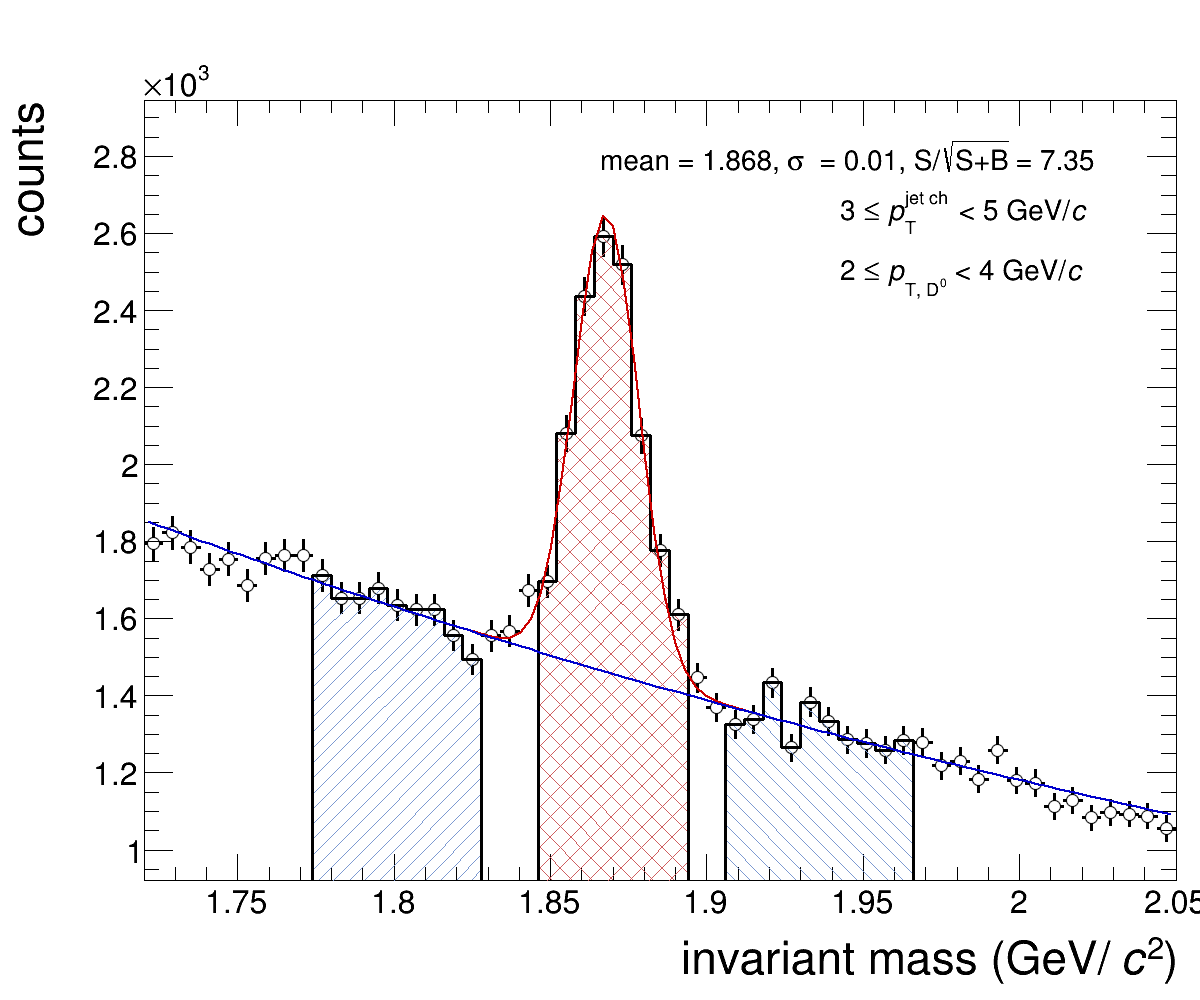 ×10³
counts
mean = 1.868, σ = 0.01, S/√S+B = 7.35
3 ≤ p_T^{jet ch} < 5 GeV/c
2 ≤ p_{T, D⁰} < 4 GeV/c
2.8
2.6
2.4
2.2
2
1.8
1.6
1.4
1.2
1
1.75 1.8 1.85 1.9 1.95 2 2.05
invariant mass (GeV/ c²)